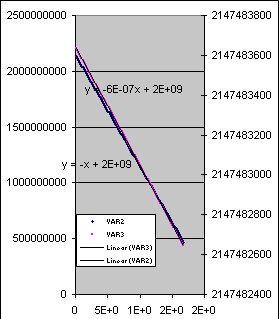 2500000000
2147483800
2000000000
2147483600
2147483400
y = -6E-07x + 2E+09
1500000000
2147483200
y = -x + 2E+09
2147483000
1000000000
2147482800
VAR2
VAR3
500000000
2147482600
Linear (VAR3)
Linear (VAR2)
0
2147482400
0 5E+0 1E+0 2E+0 2E+0